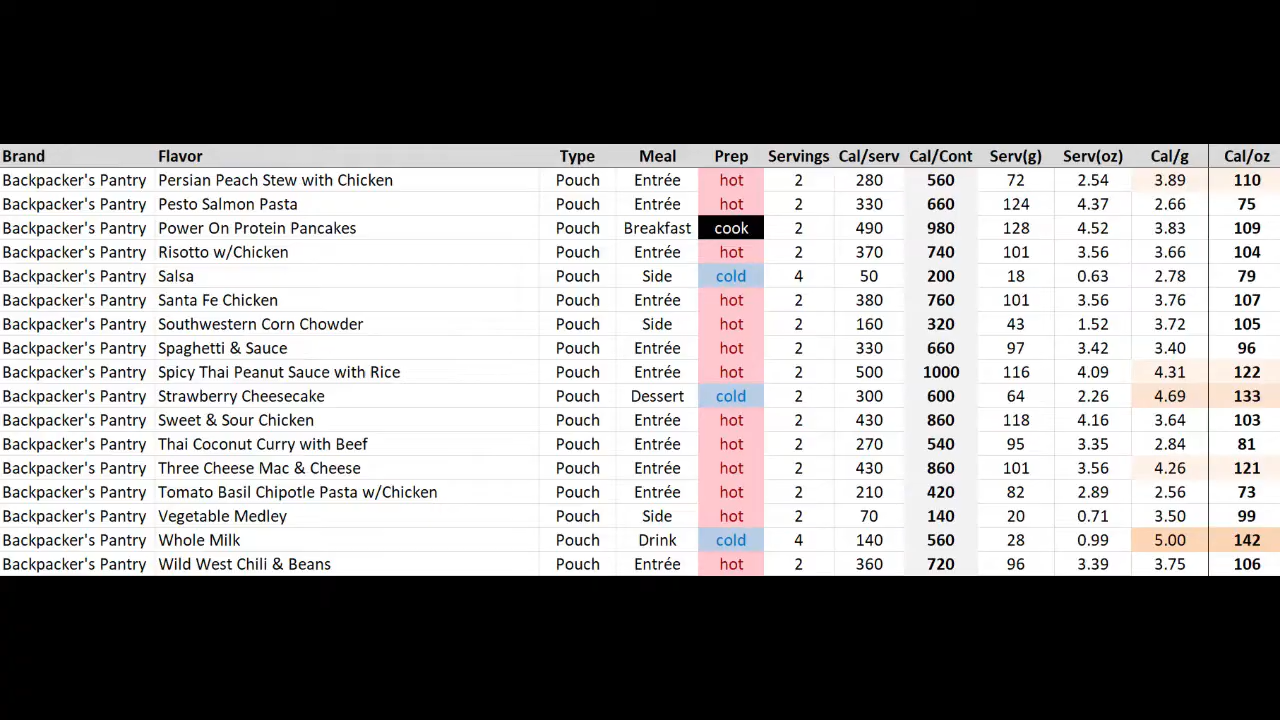 Brand Flavor Type Meal Prep Servings Cal/serv Cal/Cont Serv(g) Serv(oz) Cal/g Cal/oz
Backpacker's Pantry Persian Peach Stew with Chicken Pouch Entrée hot 2 280 560 72 2.54 3.89 110
Backpacker's Pantry Pesto Salmon Pasta Pouch Entrée hot 2 330 660 124 4.37 2.66 75
Backpacker's Pantry Power On Protein Pancakes Pouch Breakfast cook 2 490 980 128 4.52 3.83 109
Backpacker's Pantry Risotto w/Chicken Pouch Entrée hot 2 370 740 101 3.56 3.66 104
Backpacker's Pantry Salsa Pouch Side cold 4 50 200 18 0.63 2.78 79
Backpacker's Pantry Santa Fe Chicken Pouch Entrée hot 2 380 760 101 3.56 3.76 107
Backpacker's Pantry Southwestern Corn Chowder Pouch Side hot 2 160 320 43 1.52 3.72 105
Backpacker's Pantry Spaghetti & Sauce Pouch Entrée hot 2 330 660 97 3.42 3.40 96
Backpacker's Pantry Spicy Thai Peanut Sauce with Rice Pouch Entrée hot 2 500 1000 116 4.09 4.31 122
Backpacker's Pantry Strawberry Cheesecake Pouch Dessert cold 2 300 600 64 2.26 4.69 133
Backpacker's Pantry Sweet & Sour Chicken Pouch Entrée hot 2 430 860 118 4.16 3.64 103
Backpacker's Pantry Thai Coconut Curry with Beef Pouch Entrée hot 2 270 540 95 3.35 2.84 81
Backpacker's Pantry Three Cheese Mac & Cheese Pouch Entrée hot 2 430 860 101 3.56 4.26 121
Backpacker's Pantry Tomato Basil Chipotle Pasta w/Chicken Pouch Entrée hot 2 210 420 82 2.89 2.56 73
Backpacker's Pantry Vegetable Medley Pouch Side hot 2 70 140 20 0.71 3.50 99
Backpacker's Pantry Whole Milk Pouch Drink cold 4 140 560 28 0.99 5.00 142
Backpacker's Pantry Wild West Chili & Beans Pouch Entrée hot 2 360 720 96 3.39 3.75 106